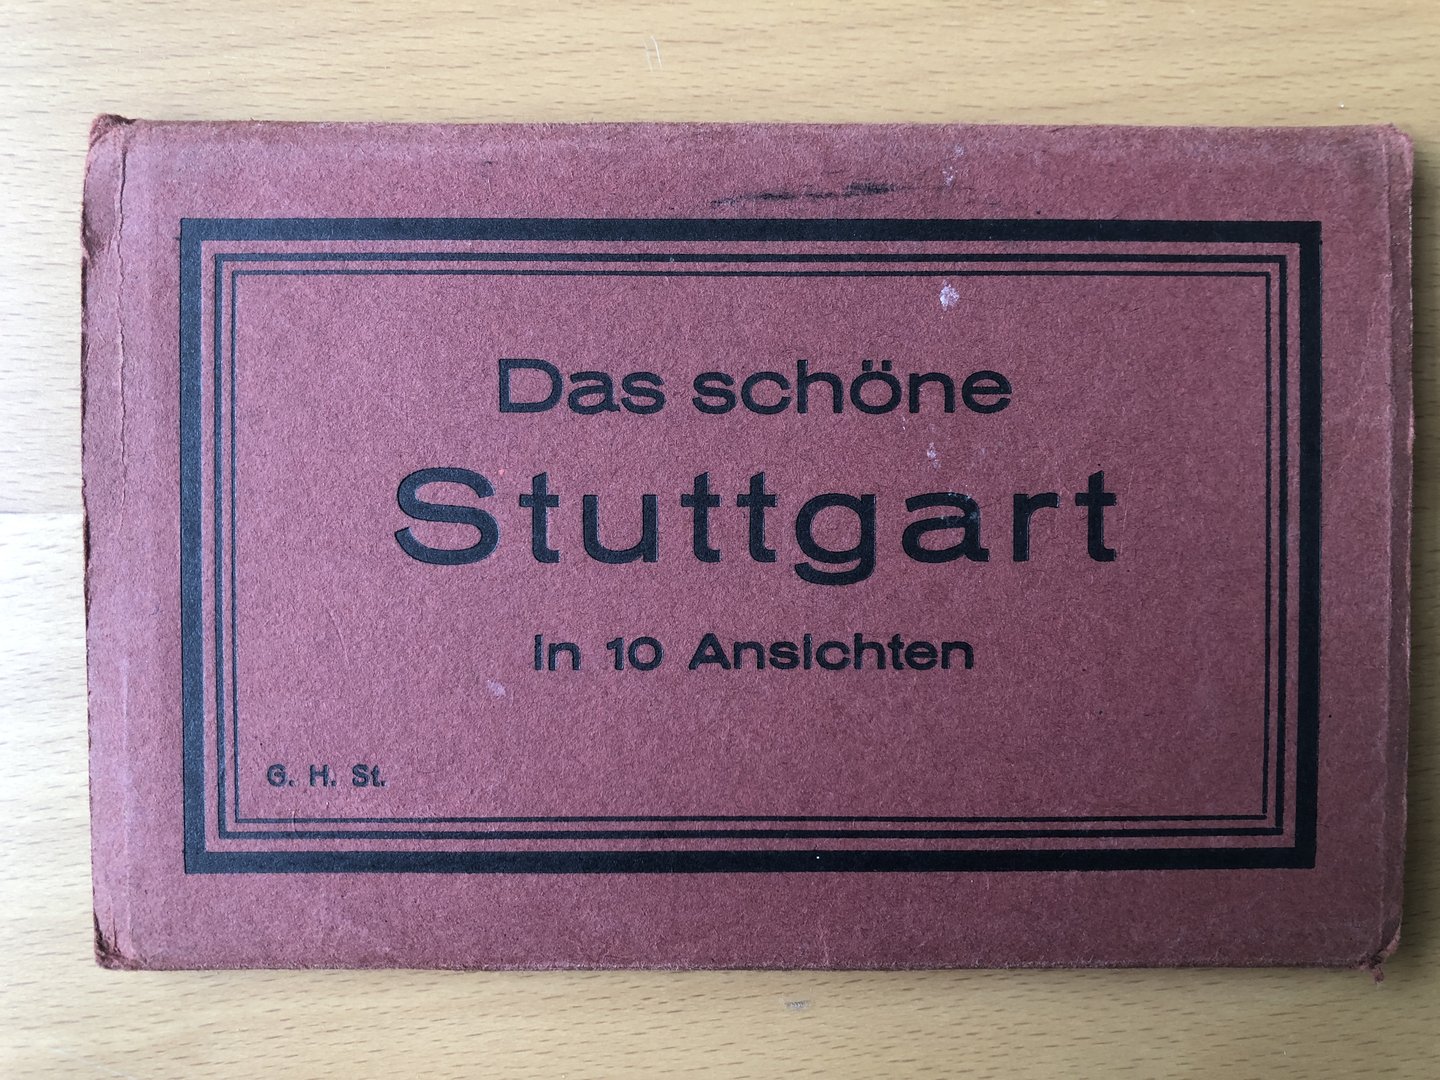 Das schöne
Stuttgart
in 10 Ansichten
G. H. St.